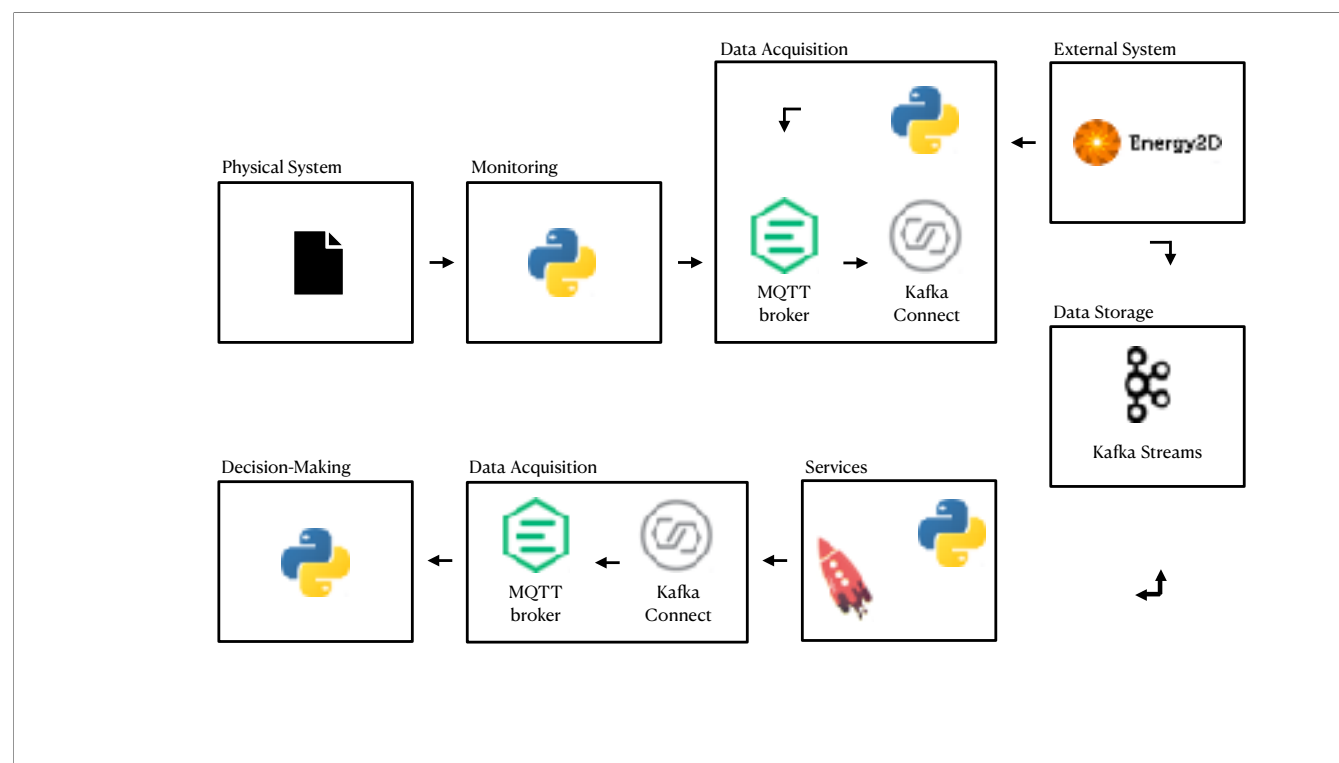 Data Acquisition
External System
Energy2D
Physical System
Monitoring
MQTT
broker
Kafka
Connect
Data Storage
Kafka Streams
Decision-Making
Data Acquisition
Services
MQTT
broker
Kafka
Connect